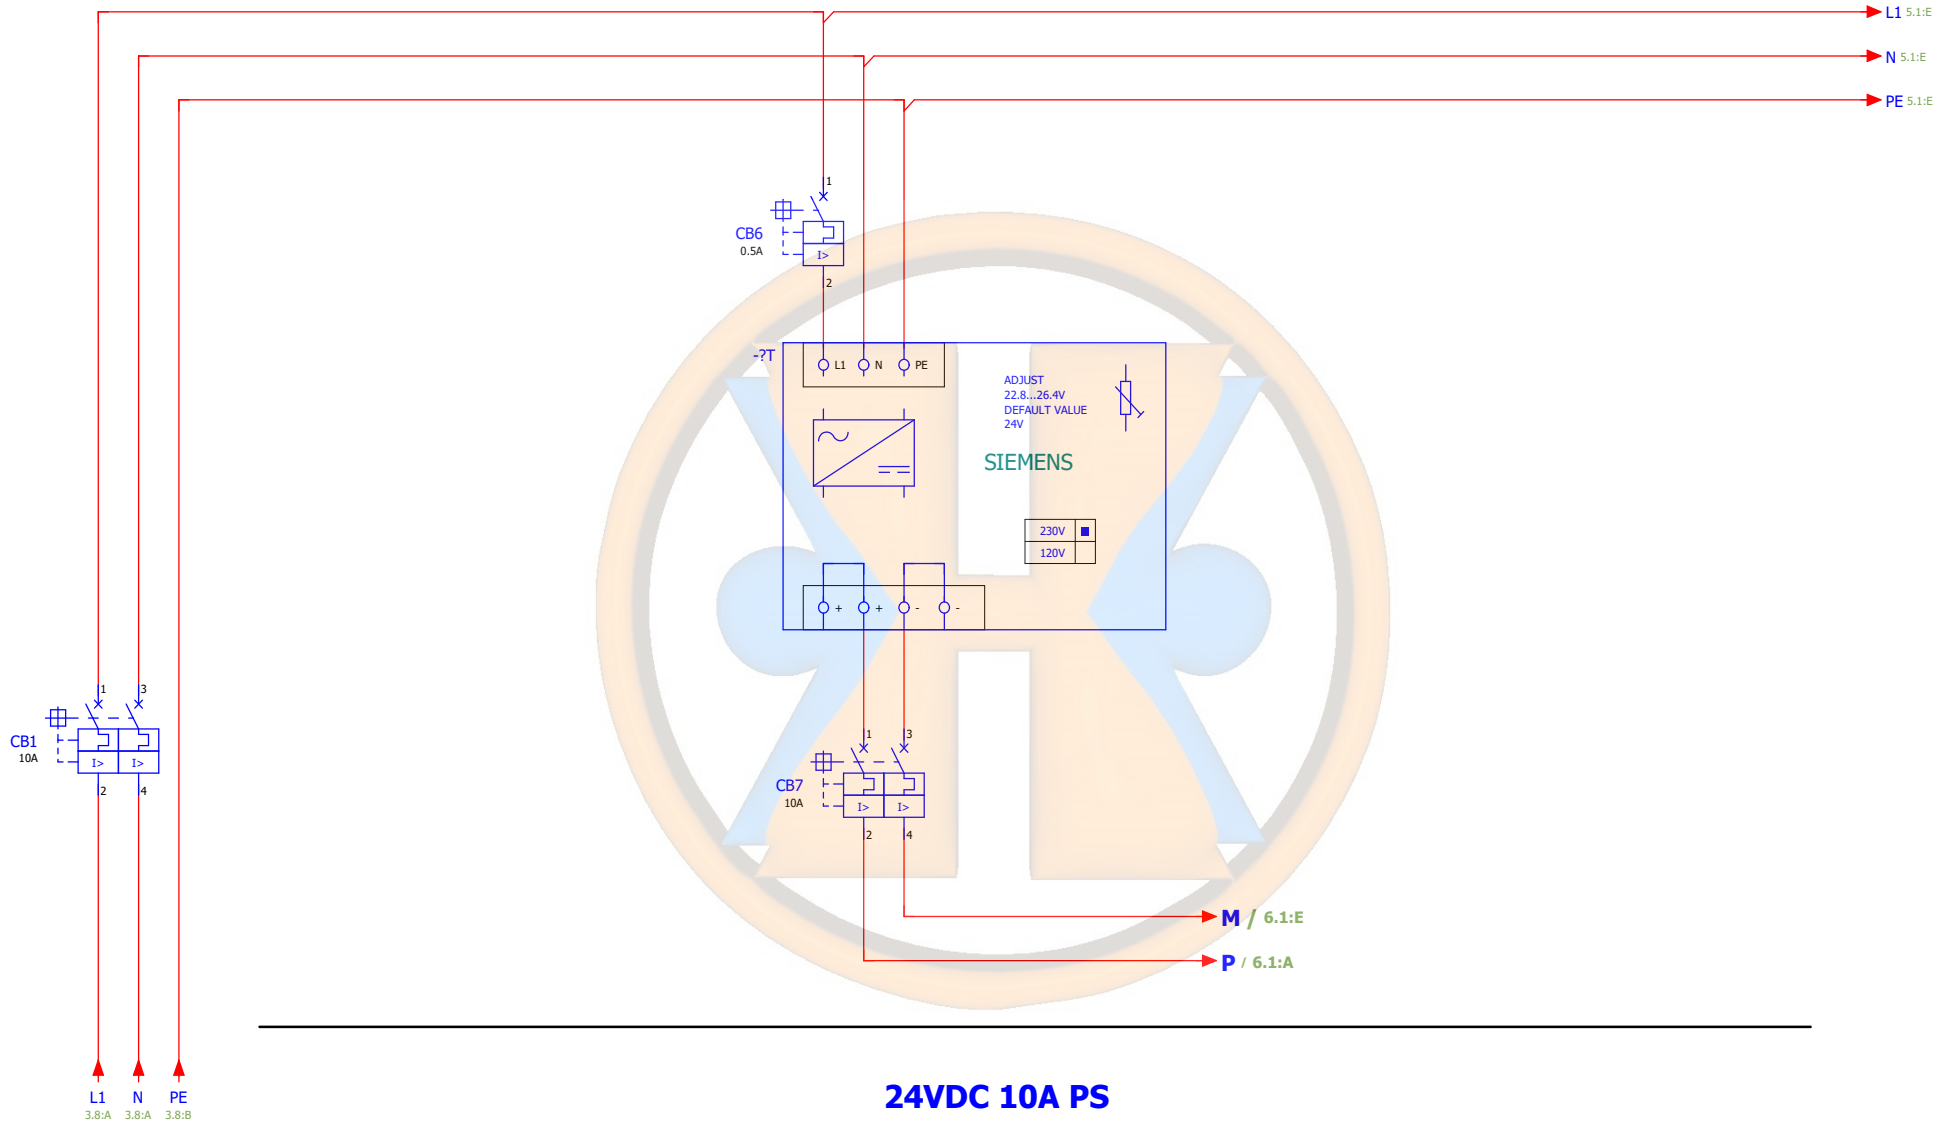 L1 5.1:E
N 5.1:E
PE 5.1:E
1
CB6
0.5A
I>
2
-?T
L1 N PE
ADJUST
22.8...26.4V
DEFAULT VALUE
24V
SIEMENS
230V
120V
+ + - -
1 3
CB1
10A
I> I>
2 4
1 3
CB7
10A
I> I>
2 4
M / 6.1:E
P / 6.1:A
L1 N PE
3.8:A 3.8:A 3.8:B
24VDC 10A PS